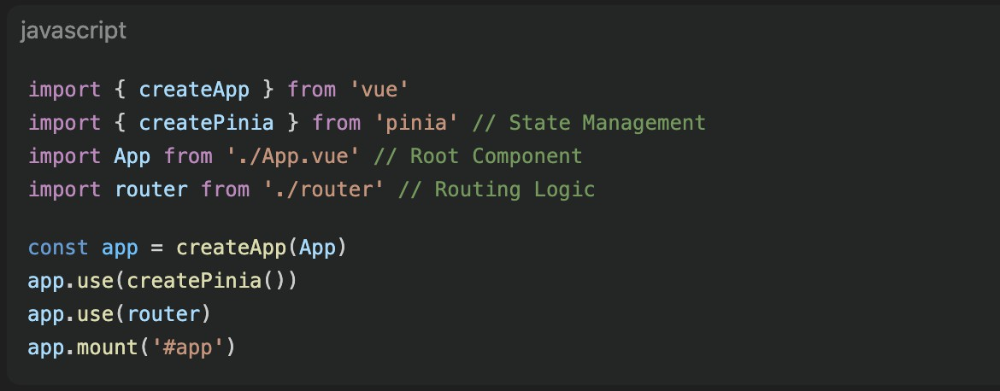 javascript
import { createApp } from 'vue'
import { createPinia } from 'pinia' // State Management
import App from './App.vue' // Root Component
import router from './router' // Routing Logic
const app = createApp(App)
app.use(createPinia())
app.use(router)
app.mount('#app')